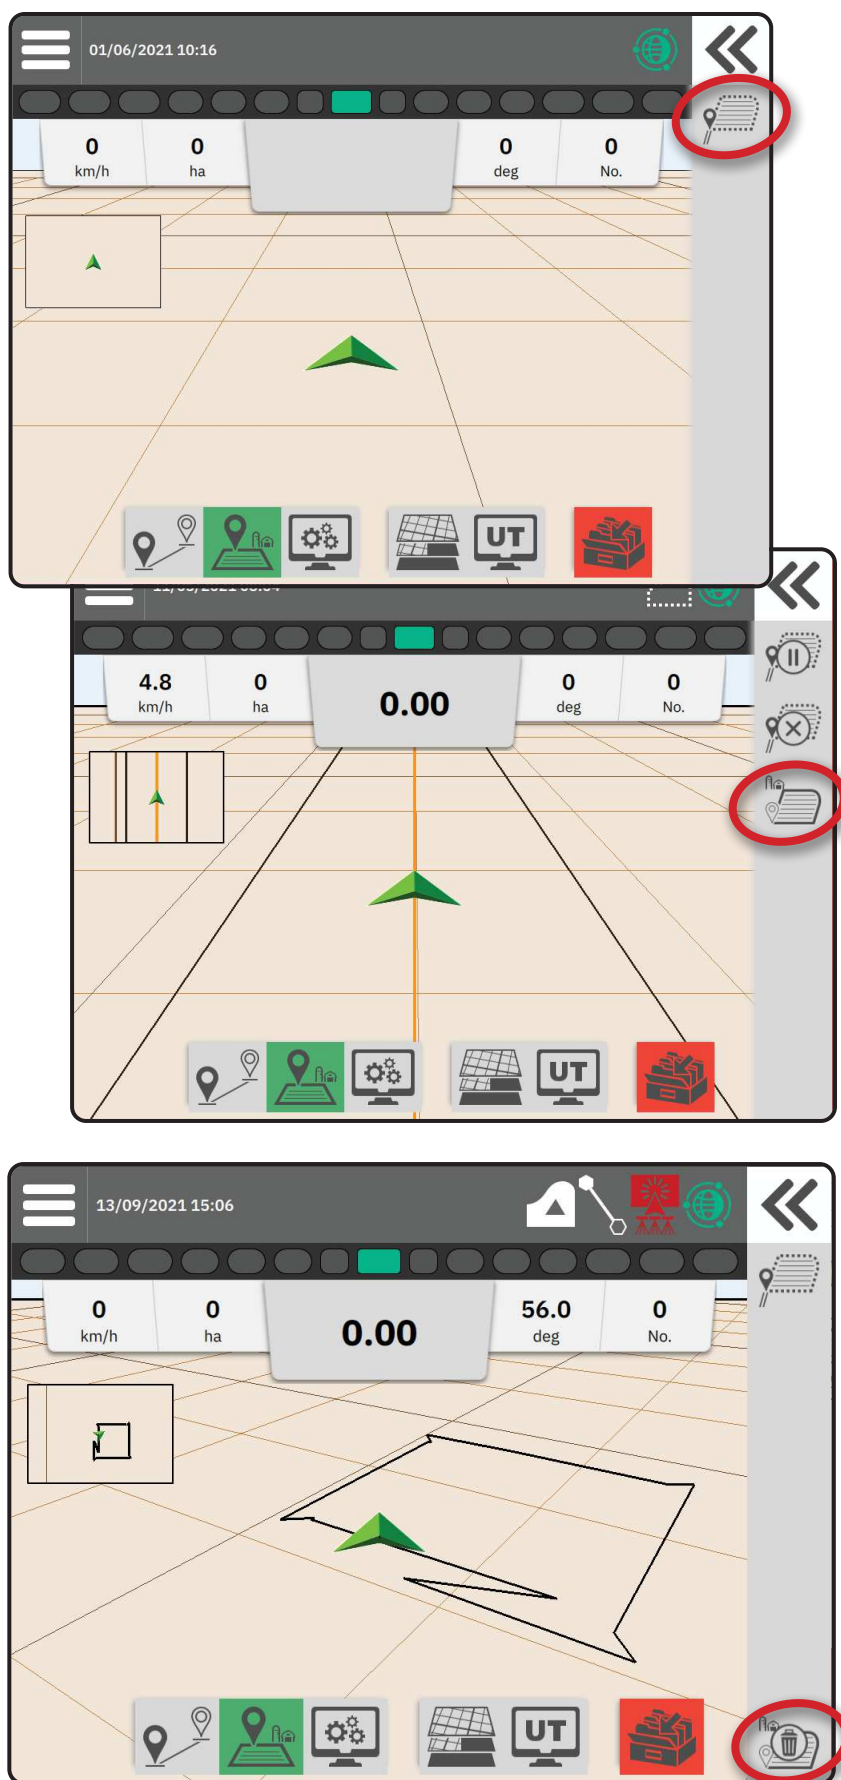 01/06/2021 10:16
0 0 0 0
km/h ha deg No.
UT
4.8 0 0.00 0 0
km/h ha deg No.
UT
13/09/2021 15:06
0 0 0.00 56.0 0
km/h ha deg No.
UT